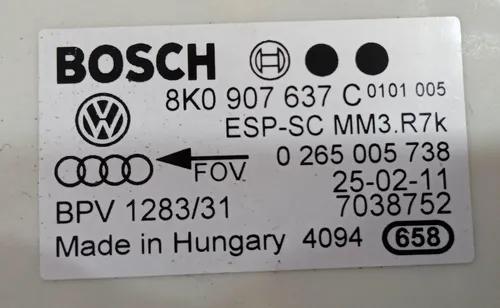 BOSCH
8K0 907 637 C 0101 005
ESP-SC MM3.R7k
FOV 0 265 005 738
25-02-11
BPV 1283/31 7038752
Made in Hungary 4094 658